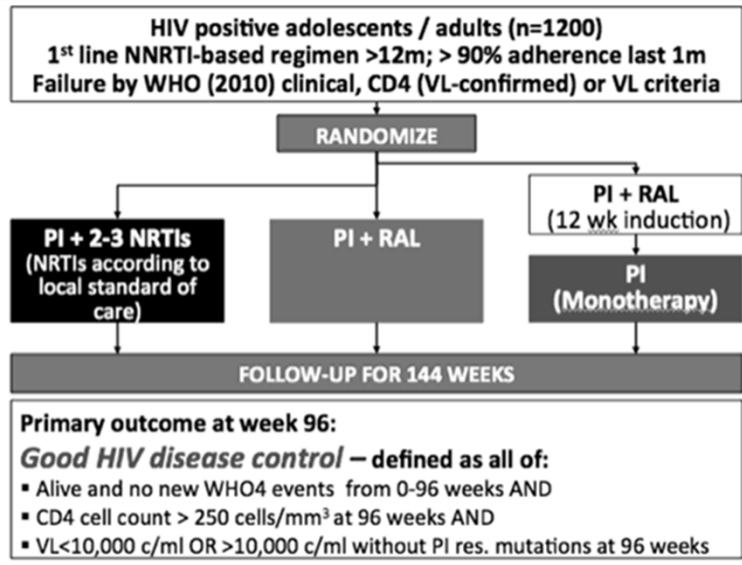 HIV positive adolescents / adults (n=1200)
1st line NNRTI-based regimen >12m; > 90% adherence last 1m
Failure by WHO (2010) clinical, CD4 (VL-confirmed) or VL criteria
RANDOMIZE
PI + 2-3 NRTIs
(NRTIs according to
local standard of
care)
PI + RAL
PI + RAL
(12 wk induction)
PI
(Monotherapy)
FOLLOW-UP FOR 144 WEEKS
Primary outcome at week 96:
Good HIV disease control – defined as all of:
▪ Alive and no new WHO4 events from 0-96 weeks AND
▪ CD4 cell count > 250 cells/mm³ at 96 weeks AND
▪ VL<10,000 c/ml OR >10,000 c/ml without PI res. mutations at 96 weeks